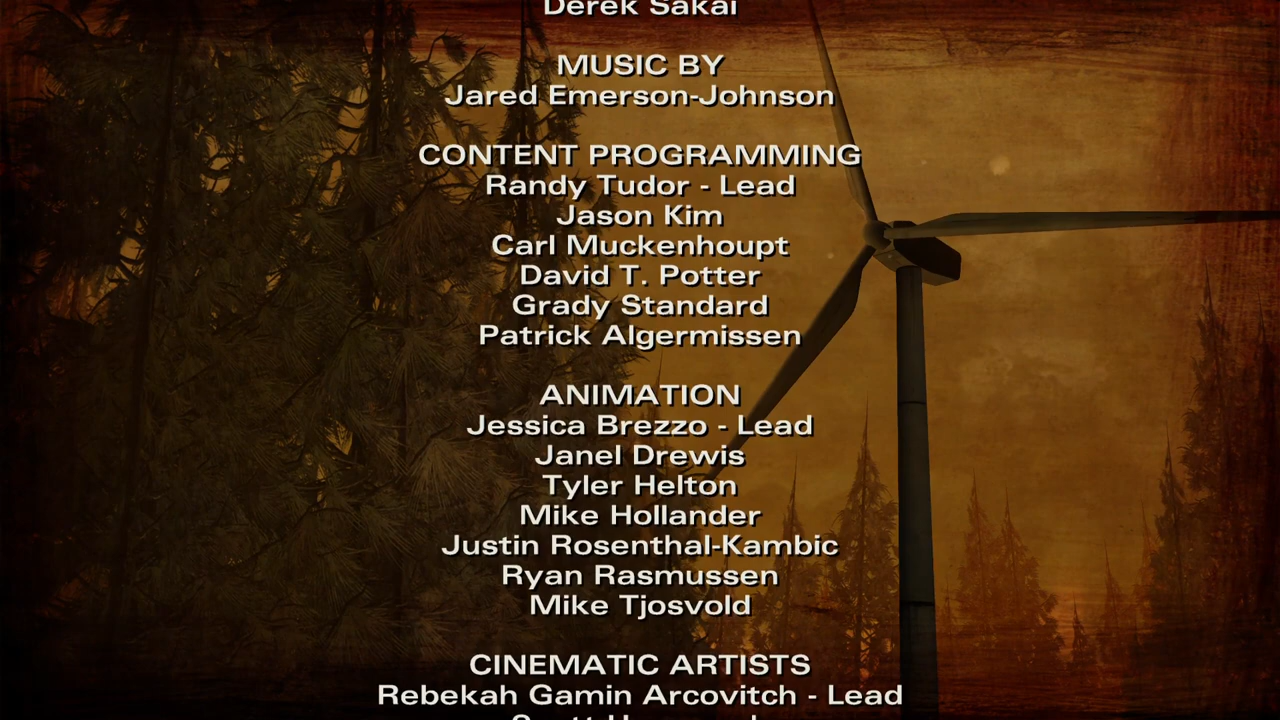 Derek Sakai
MUSIC BY
Jared Emerson-Johnson
CONTENT PROGRAMMING
Randy Tudor - Lead
Jason Kim
Carl Muckenhoupt
David T. Potter
Grady Standard
Patrick Algermissen
ANIMATION
Jessica Brezzo - Lead
Janel Drewis
Tyler Helton
Mike Hollander
Justin Rosenthal-Kambic
Ryan Rasmussen
Mike Tjosvold
CINEMATIC ARTISTS
Rebekah Gamin Arcovitch - Lead